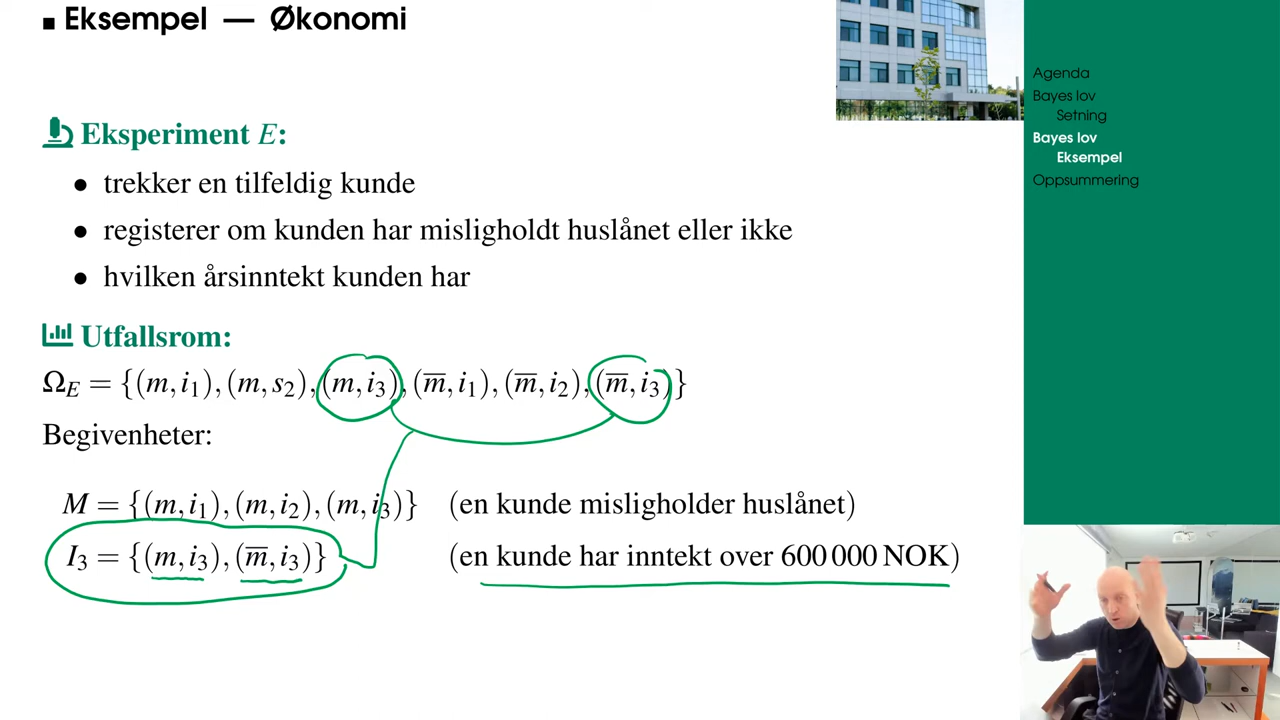 Eksempel — Økonomi
Eksperiment E:
• trekker en tilfeldig kunde
• registerer om kunden har misligholdt huslånet eller ikke
• hvilken årsinntekt kunden har
Utfallsrom:
Ω_E = {(m, i₁), (m, s₂), (m, i₃), (m̅, i₁), (m̅, i₂), (m̅, i₃)}
Begivenheter:
M = {(m, i₁), (m, i₂), (m, i₃)} (en kunde misligholder huslånet)
I₃ = {(m, i₃), (m̅, i₃)} (en kunde har inntekt over 600 000 NOK)
Agenda
Bayes lov
Setning
Bayes lov
Eksempel
Oppsummering